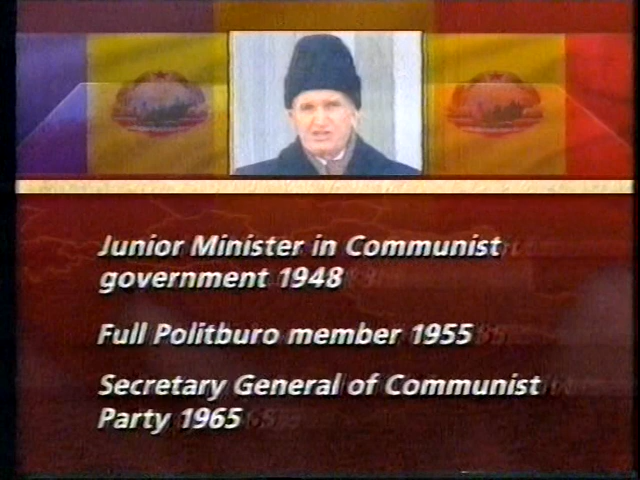 Junior Minister in Communist
government 1948
Full Politburo member 1955
Secretary General of Communist
Party 1965